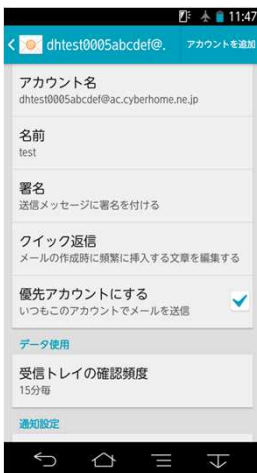 11:47
dhtest0005abcdef@. アカウントを追加
アカウント名
dhtest0005abcdef@ac.cyberhome.ne.jp
名前
test
署名
送信メッセージに署名を付ける
クイック返信
メールの作成時に頻繁に挿入する文章を編集する
優先アカウントにする
いつもこのアカウントでメールを送信
データ使用
受信トレイの確認頻度
15分毎
通知設定